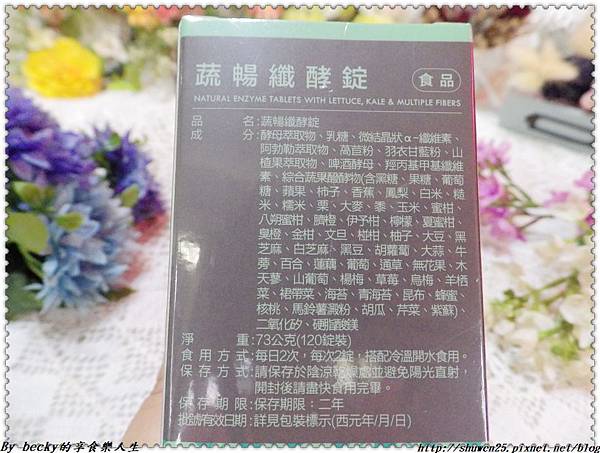 蔬暢纖酵錠
食品
NATURAL ENZYME TABLETS WITH LETTUCE, KALE & MULTIPLE FIBERS
品名:蔬暢纖酵錠
成分:酵母萃取物、乳糖、微結晶狀α-纖維素、
阿勃勒萃取物、萵苣粉、羽衣甘藍粉、山
楂果萃取物、啤酒酵母、羥丙基甲基纖維
素、綜合蔬果醱酵物(含黑糖、果糖、葡萄
糖、蘋果、柿子、香蕉、鳳梨、白米、糙
米、糯米、栗、大麥、黍、玉米、蜜柑、
八朔蜜柑、臍橙、伊予柑、檸檬、夏蜜柑、
臭橙、金柑、文旦、椪柑、柚子、大豆、黑
芝麻、白芝麻、黑豆、胡蘿蔔、大蒜、牛
蒡、百合、蓮藕、葡萄、通草、無花果、木
天蓼、山葡萄、楊梅、草莓、烏梅、羊栖
菜、裙帶菜、海苔、青海苔、昆布、蜂蜜、
核桃、馬鈴薯澱粉、胡瓜、芹菜、紫蘇)、
二氧化矽、硬脂酸鎂
淨重:73公克(120錠裝)
食用方式:每日2次，每次2錠，搭配冷溫開水食用。
保存方式:請保存於陰涼乾燥處並避免陽光直射，
開封後請盡快食用完畢。
保存期限:保存期限：二年
批號有效日期:詳見包裝標示(西元年/月/日)
By becky的享食樂人生
http://shuwen25.pixnet.net/blog